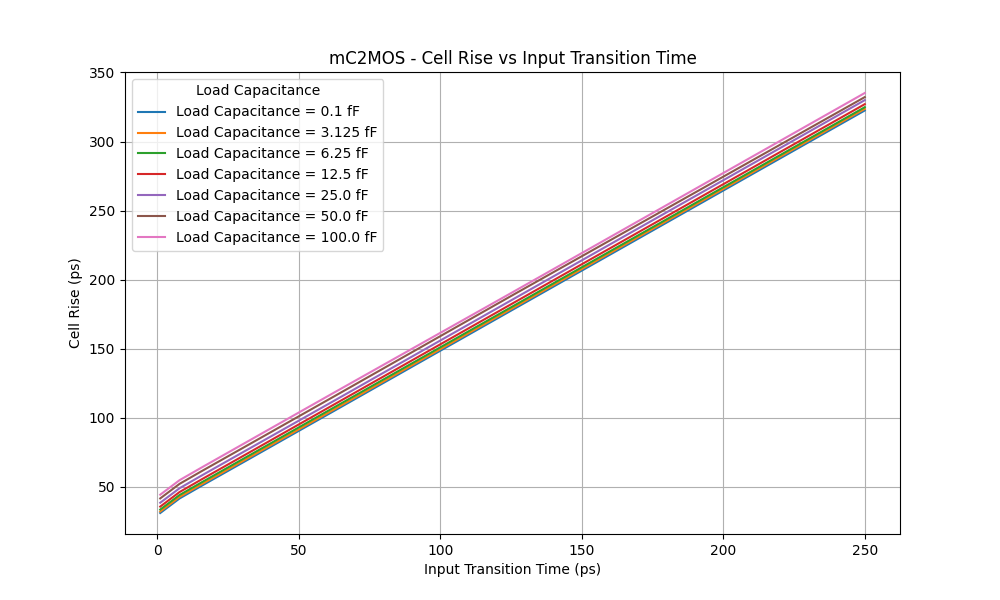 mC2MOS - Cell Rise vs Input Transition Time
350
300
250
200
150
100
50
Cell Rise (ps)
Load Capacitance
Load Capacitance = 0.1 fF
Load Capacitance = 3.125 fF
Load Capacitance = 6.25 fF
Load Capacitance = 12.5 fF
Load Capacitance = 25.0 fF
Load Capacitance = 50.0 fF
Load Capacitance = 100.0 fF
0 50 100 150 200 250
Input Transition Time (ps)